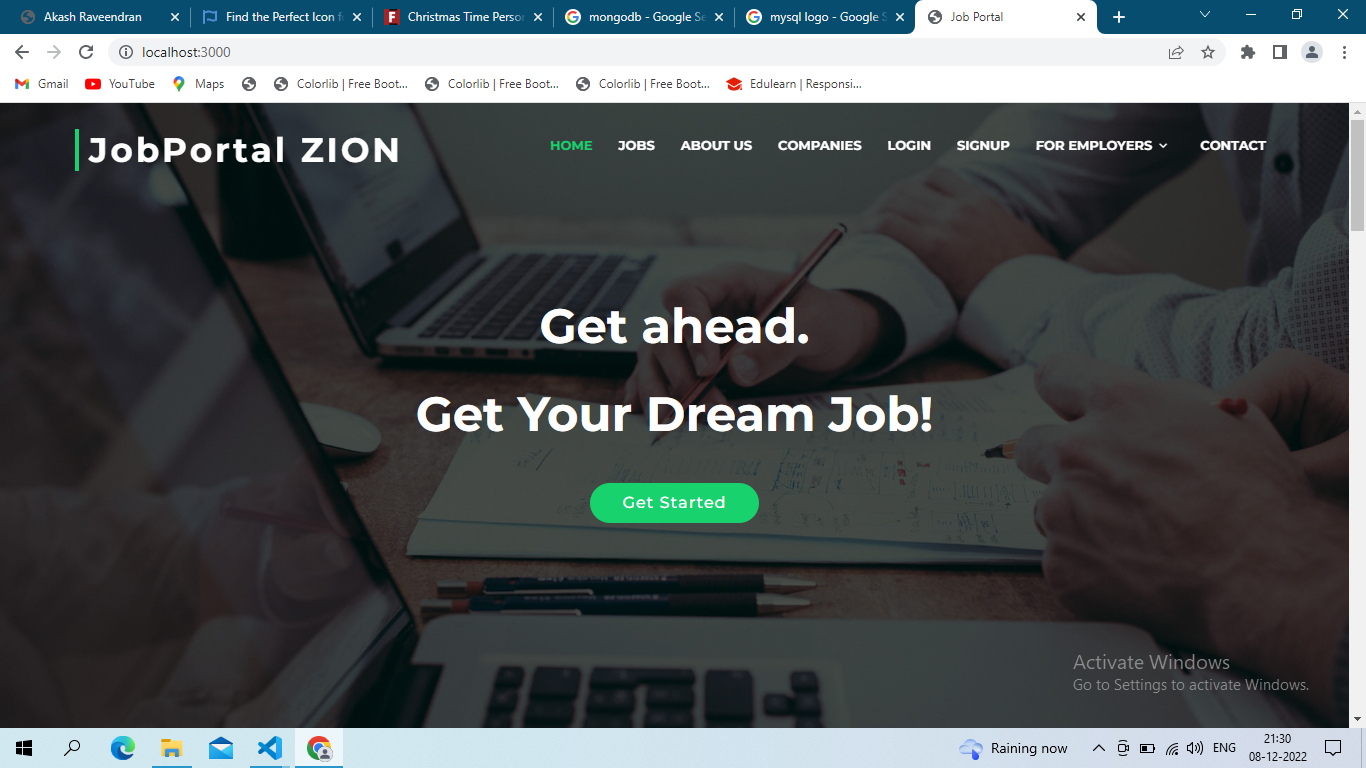 Akash Raveendran
Find the Perfect Icon f
Christmas Time Person
mongodb - Google Se
mysql logo - Google S
Job Portal
localhost:3000
Gmail
YouTube
Maps
Colorlib | Free Boot...
Colorlib | Free Boot...
Colorlib | Free Boot...
Edulearn | Responsi...
JobPortal ZION
HOME
JOBS
ABOUT US
COMPANIES
LOGIN
SIGNUP
FOR EMPLOYERS
CONTACT
Get ahead.
Get Your Dream Job!
Get Started
Activate Windows
Go to Settings to activate Windows.
Raining now
ENG
21:30
08-12-2022